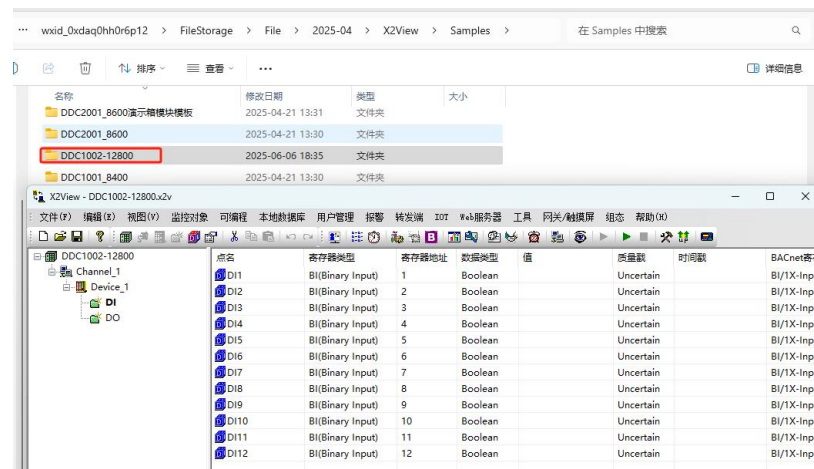 … wxid_0xdaq0hh0r6p12 > FileStorage > File > 2025-04 > X2View > Samples > 在 Samples 中搜索
排序 查看 … 详细信息
名称 修改日期 类型 大小
DDC2001_8600演示箱模块模板 2025-04-21 13:31 文件夹
DDC2001_8600 2025-04-21 13:30 文件夹
DDC1002-12800 2025-06-06 18:35 文件夹
DDC1001_8400 2025-04-21 13:30 文件夹
X2View - DDC1002-12800.x2v
文件(F) 编辑(E) 视图(V) 监控对象 可编程 本地数据库 用户管理 报警 转发端 IOT Web服务器 工具 网关/触摸屏 组态 帮助(H)
DDC1002-12800
Channel_1
Device_1
DI
DO
点名 寄存器类型 寄存器地址 数据类型 值 质量戳 时间戳 BACnet寄
DI1 BI(Binary Input) 1 Boolean Uncertain BI/1X-Inp
DI2 BI(Binary Input) 2 Boolean Uncertain BI/1X-Inp
DI3 BI(Binary Input) 3 Boolean Uncertain BI/1X-Inp
DI4 BI(Binary Input) 4 Boolean Uncertain BI/1X-Inp
DI5 BI(Binary Input) 5 Boolean Uncertain BI/1X-Inp
DI6 BI(Binary Input) 6 Boolean Uncertain BI/1X-Inp
DI7 BI(Binary Input) 7 Boolean Uncertain BI/1X-Inp
DI8 BI(Binary Input) 8 Boolean Uncertain BI/1X-Inp
DI9 BI(Binary Input) 9 Boolean Uncertain BI/1X-Inp
DI10 BI(Binary Input) 10 Boolean Uncertain BI/1X-Inp
DI11 BI(Binary Input) 11 Boolean Uncertain BI/1X-Inp
DI12 BI(Binary Input) 12 Boolean Uncertain BI/1X-Inp